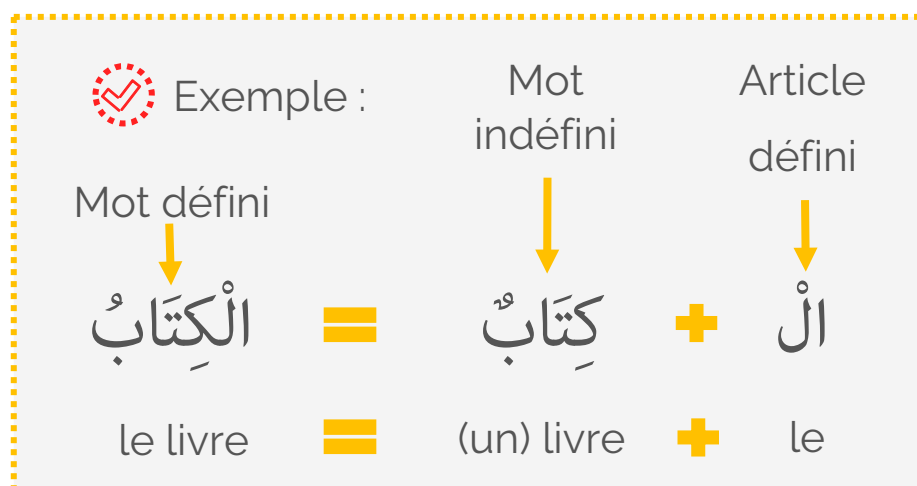 Exemple :
Mot
indéfini
Article
défini
Mot défini
الْ + كِتَابٌ = الْكِتَابُ
le livre = (un) livre + le